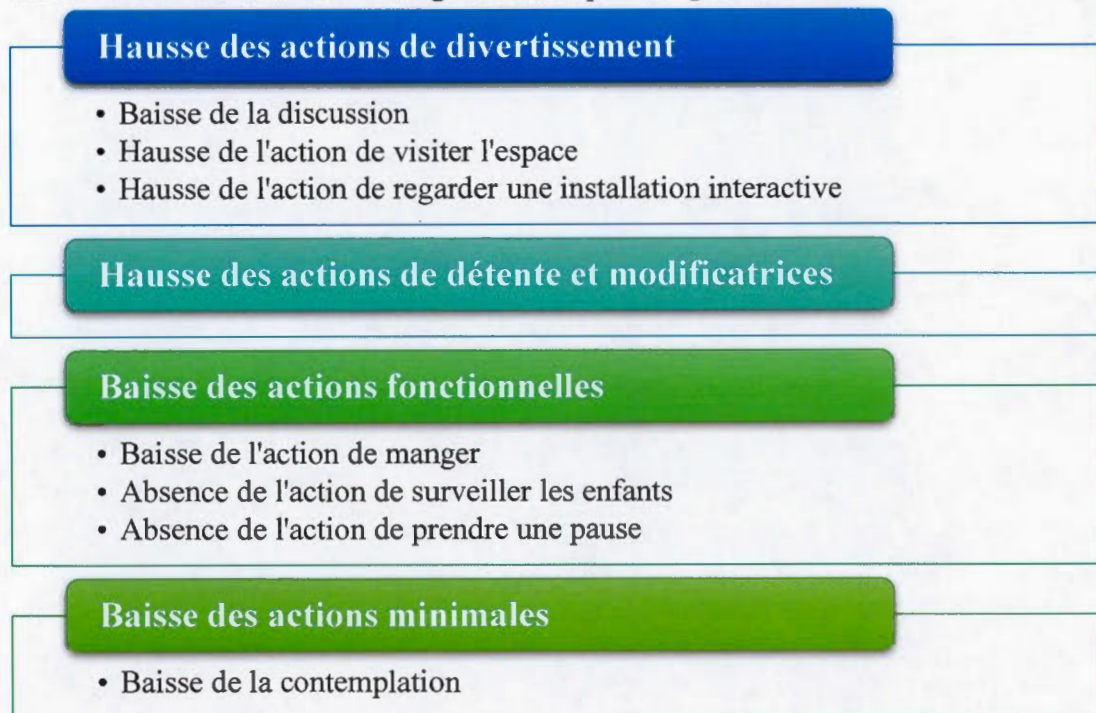 Hausse des actions de divertissement
• Baisse de la discussion
• Hausse de l'action de visiter l'espace
• Hausse de l'action de regarder une installation interactive
Hausse des actions de détente et modificatrices
Baisse des actions fonctionnelles
• Baisse de l'action de manger
• Absence de l'action de surveiller les enfants
• Absence de l'action de prendre une pause
Baisse des actions minimales
• Baisse de la contemplation